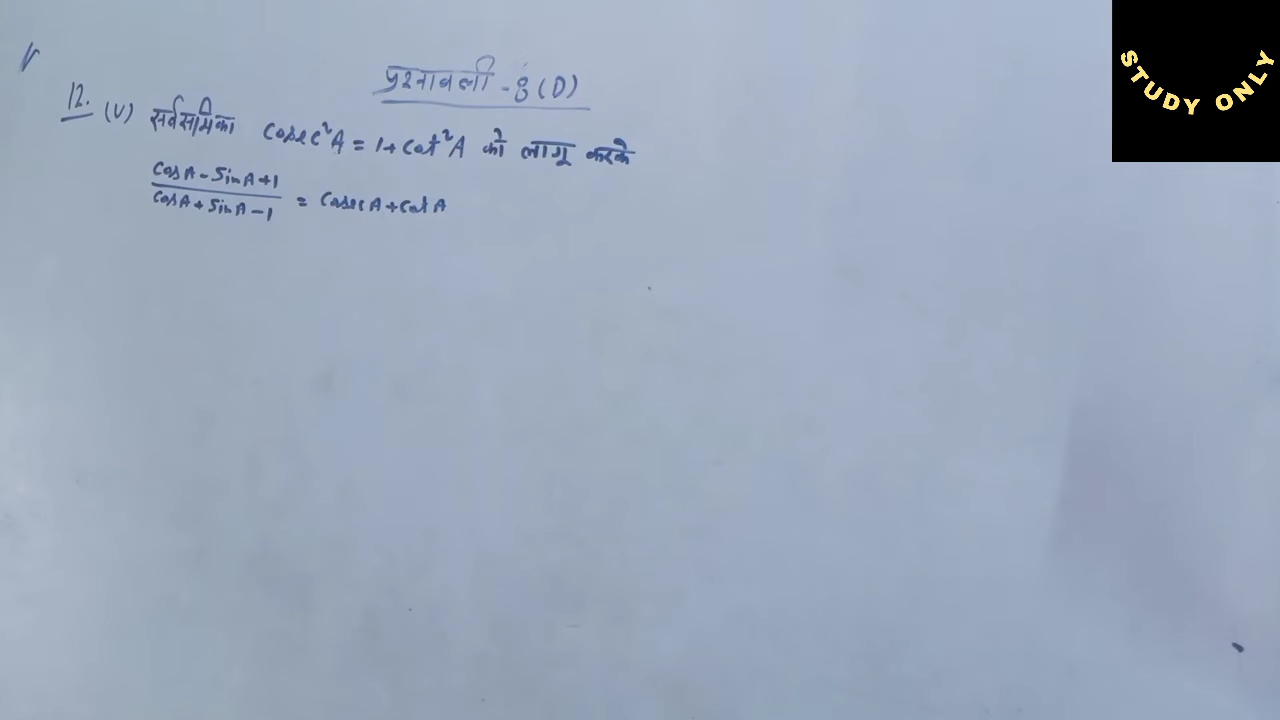 प्रश्नावली - 8 (D)
12. (V) सर्वसमिका Cosec²A = 1 + Cot²A को लागू करके
CosA - SinA + 1
CosA + SinA - 1 = CosecA + Cot A
STUDY ONLY